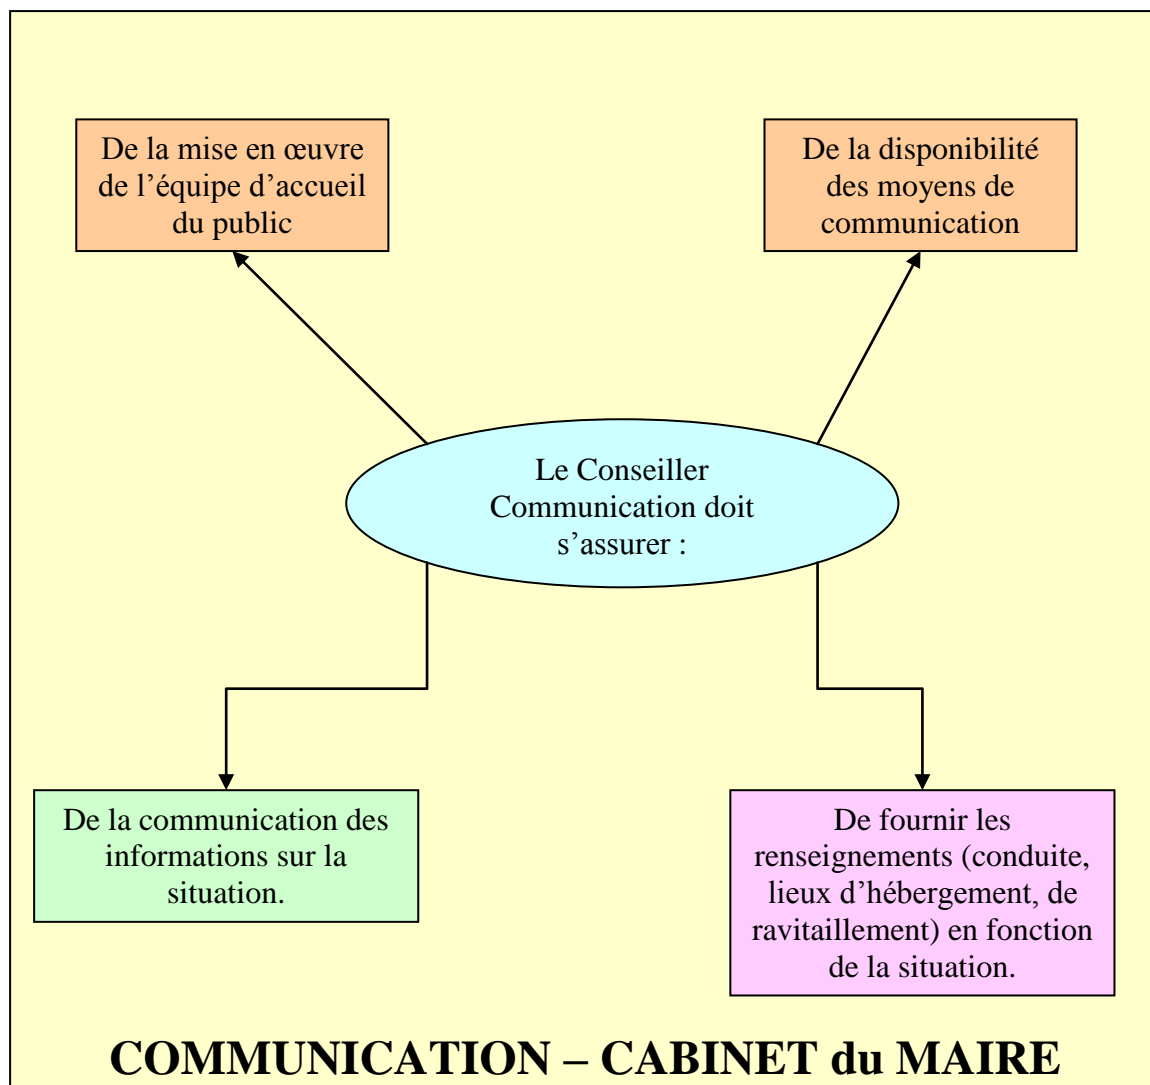 De la mise en œuvre
de l’équipe d’accueil
du public
De la disponibilité
des moyens de
communication
Le Conseiller
Communication doit
s’assurer :
De la communication des
informations sur la
situation.
De fournir les
renseignements (conduite,
lieux d’hébergement, de
ravitaillement) en fonction
de la situation.
COMMUNICATION – CABINET du MAIRE